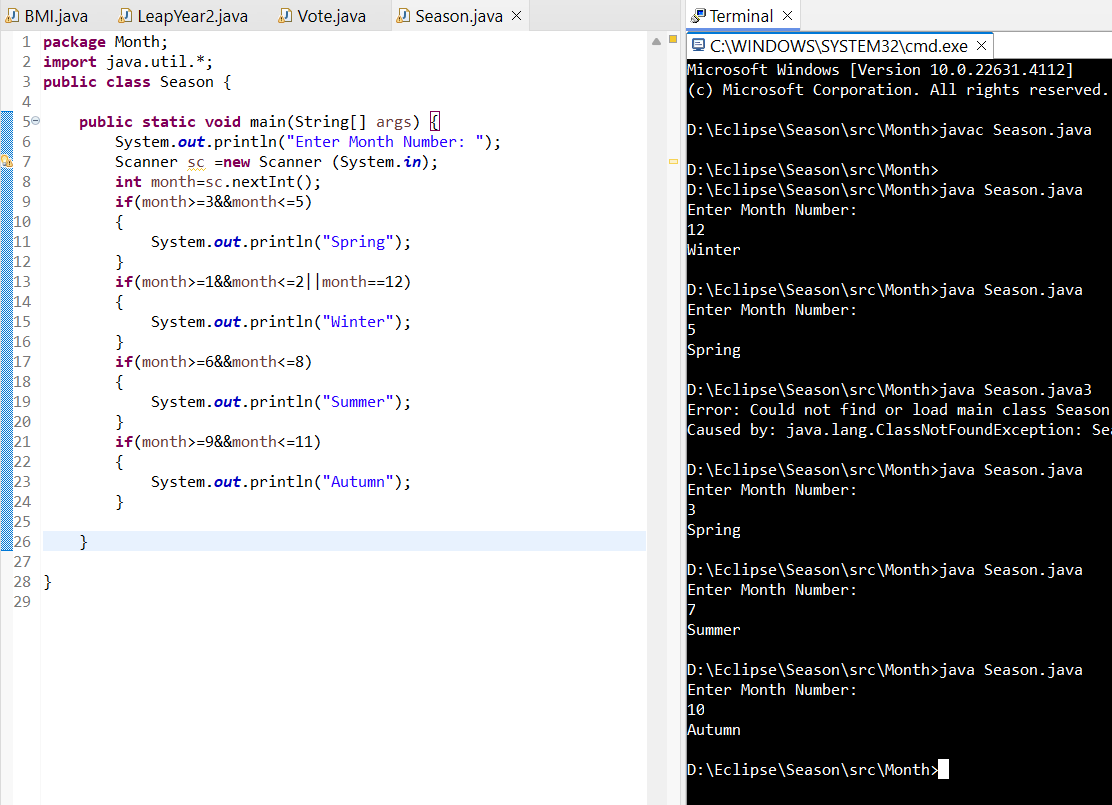 BMI.java LeapYear2.java Vote.java Season.java
1 package Month;
2 import java.util.*;
3 public class Season {
4
5 public static void main(String[] args) {
6 System.out.println("Enter Month Number: ");
7 Scanner sc =new Scanner (System.in);
8 int month=sc.nextInt();
9 if(month>=3&&month<=5)
10 {
11 System.out.println("Spring");
12 }
13 if(month>=1&&month<=2||month==12)
14 {
15 System.out.println("Winter");
16 }
17 if(month>=6&&month<=8)
18 {
19 System.out.println("Summer");
20 }
21 if(month>=9&&month<=11)
22 {
23 System.out.println("Autumn");
24 }
25
26 }
27
28 }
29
Terminal
C:\WINDOWS\SYSTEM32\cmd.exe
Microsoft Windows [Version 10.0.22631.4112]
(c) Microsoft Corporation. All rights reserved.
D:\Eclipse\Season\src\Month>javac Season.java
D:\Eclipse\Season\src\Month>
D:\Eclipse\Season\src\Month>java Season.java
Enter Month Number:
12
Winter
D:\Eclipse\Season\src\Month>java Season.java
Enter Month Number:
5
Spring
D:\Eclipse\Season\src\Month>java Season.java3
Error: Could not find or load main class Season
Caused by: java.lang.ClassNotFoundException: Sea
D:\Eclipse\Season\src\Month>java Season.java
Enter Month Number:
3
Spring
D:\Eclipse\Season\src\Month>java Season.java
Enter Month Number:
7
Summer
D:\Eclipse\Season\src\Month>java Season.java
Enter Month Number:
10
Autumn
D:\Eclipse\Season\src\Month>